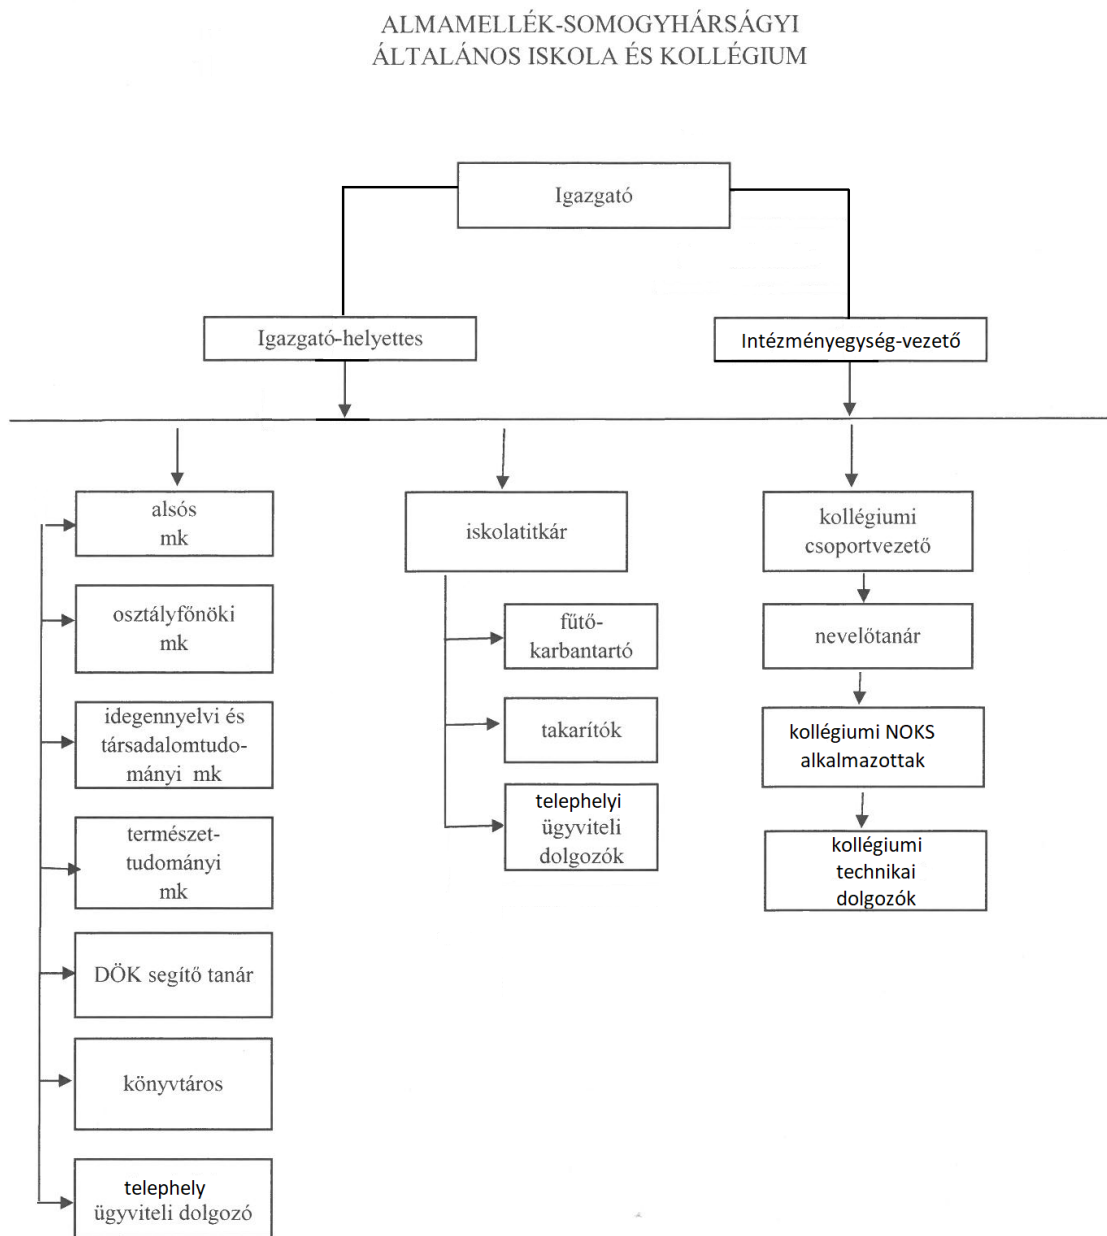 ALMAMELLÉK-SOMOGYHÁRSÁGYI
ÁLTALÁNOS ISKOLA ÉS KOLLÉGIUM
Igazgató
Igazgató-helyettes
Intézményegység-vezető
alsós
mk
osztályfőnöki
mk
idegennyelvi és
társadalomtudo-
mányi mk
természet-
tudományi
mk
DÖK segítő tanár
könyvtáros
telephely
ügyviteli dolgozó
iskolatitkár
fűtő-
karbantartó
takarítók
telephelyi
ügyviteli
dolgozók
kollégiumi
csoportvezető
nevelőtanár
kollégiumi NOKS
alkalmazottak
kollégiumi
technikai
dolgozók